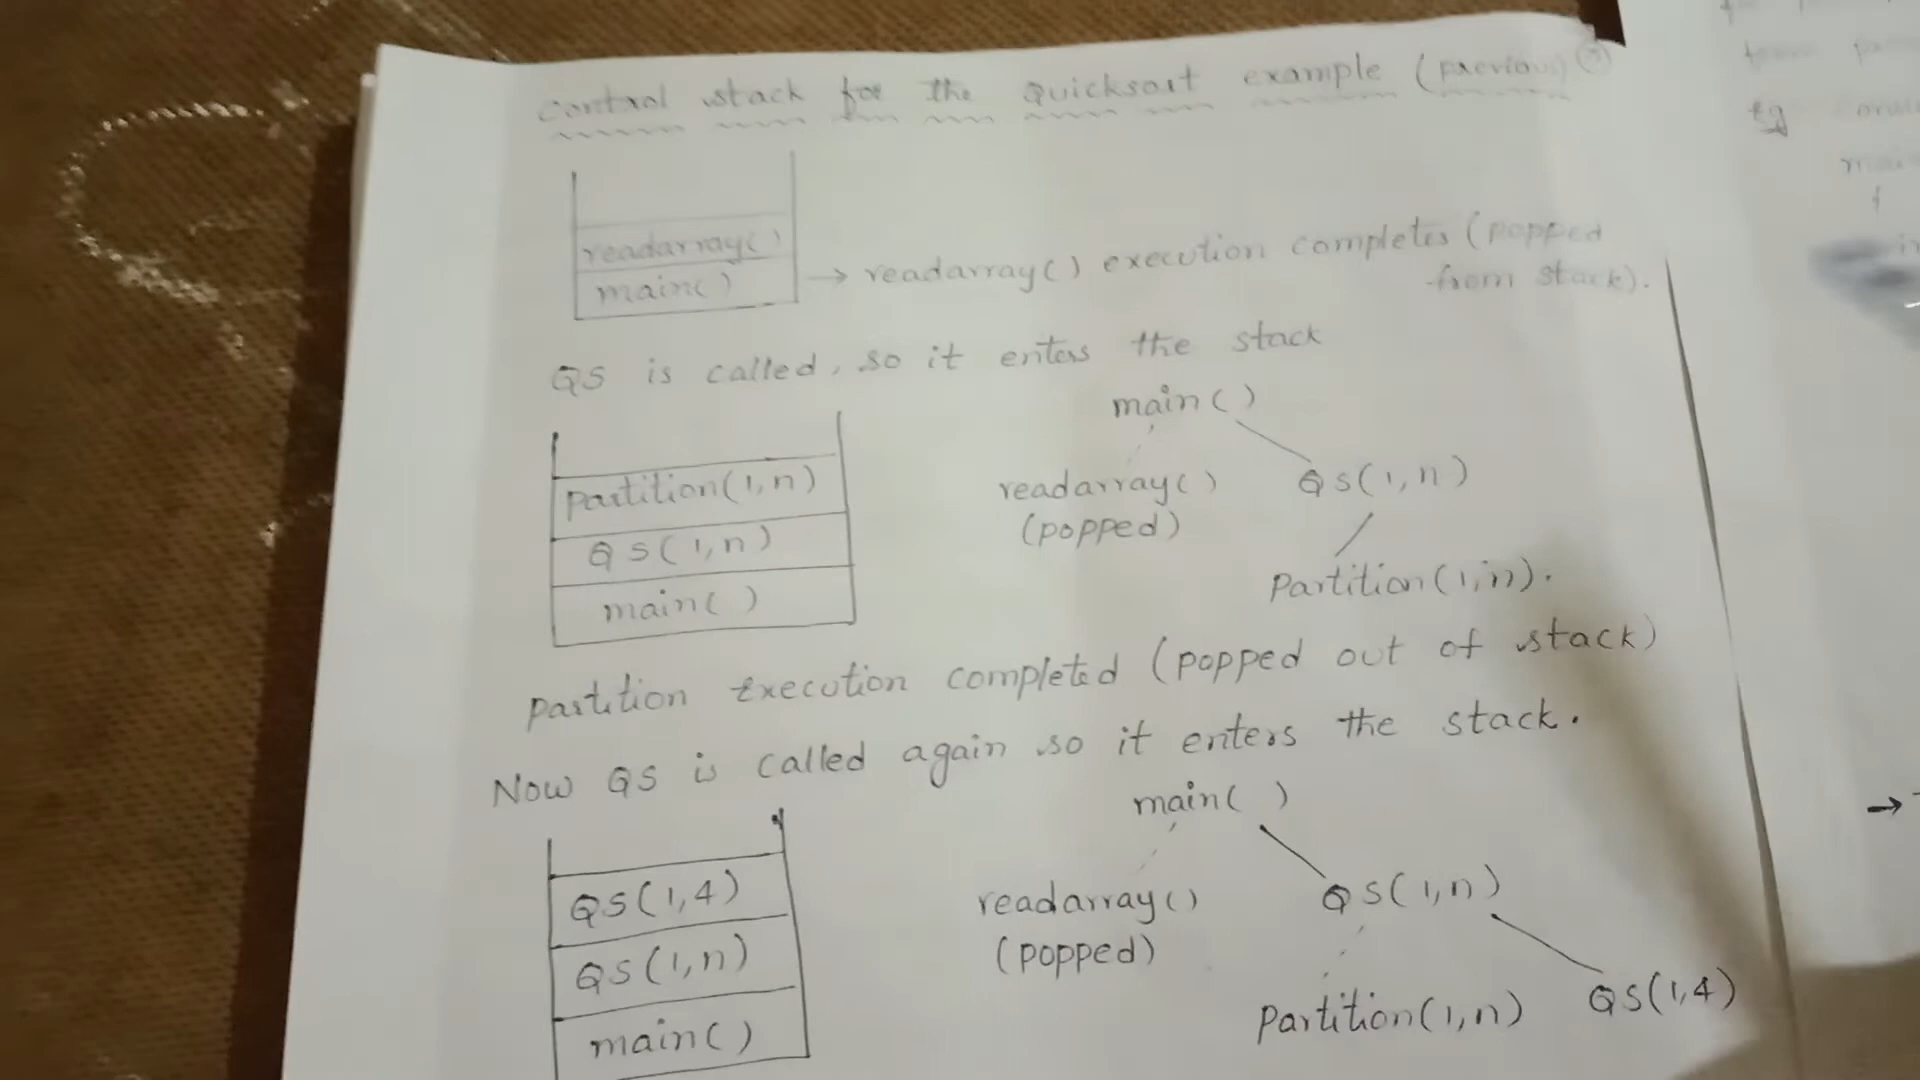 Control stack for the Quicksort example (previous)
readarray()
main()
→ readarray() execution completes (popped
from stack).
QS is called, so it enters the stack
partition(1,n)
QS(1,n)
main( )
main( )
readarray( )
(popped)
QS(1,n)
Partition(1,n).
partition Execution completed (popped out of stack)
Now QS is called again so it enters the stack.
QS(1,4)
QS(1,n)
main( )
main( )
readarray( )
(popped)
QS(1,n)
Partition(1,n)
QS(1,4)
eg